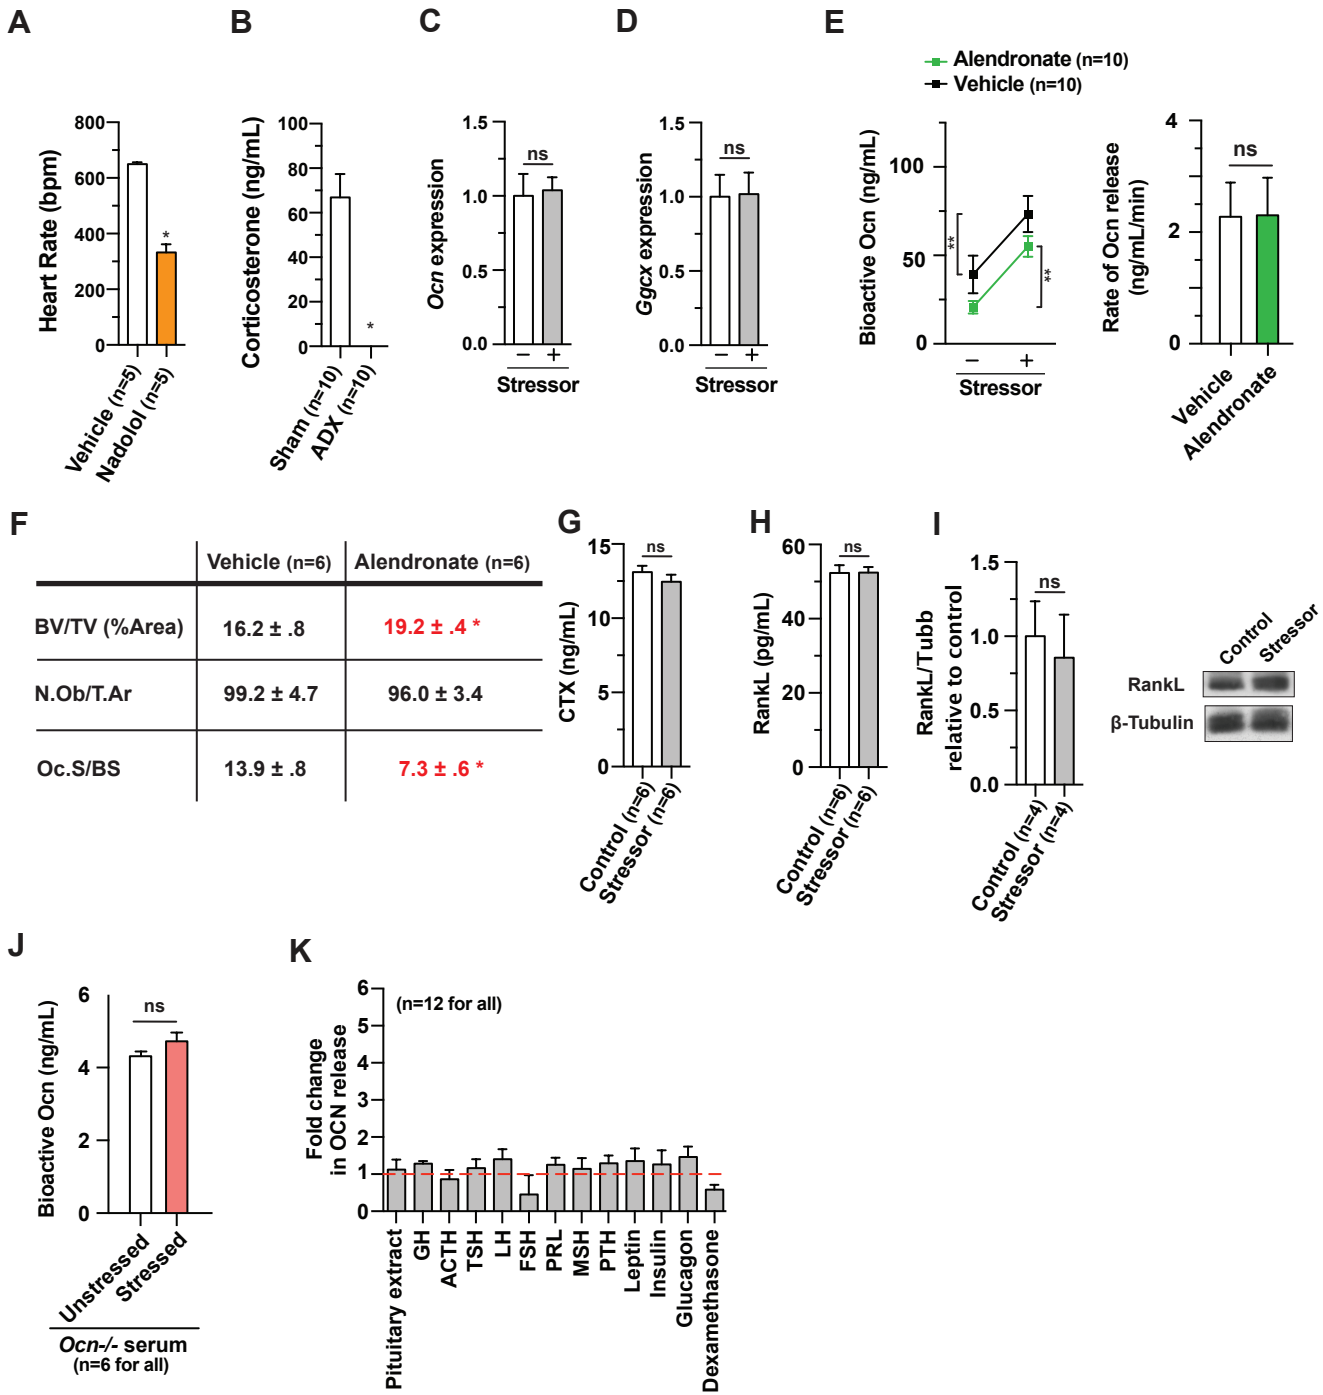 A
B
C
D
E
Alendronate (n=10)
Vehicle (n=10)
Heart Rate (bpm)
800
600
400
200
0
*
Vehicle (n=5)
Nadolol (n=5)
Corticosterone (ng/mL)
100
80
60
40
20
0
*
Sham (n=10)
ADX (n=10)
Ocn expression
1.5
1.0
0.5
0.0
ns
− +
Stressor
Ggcx expression
1.5
1.0
0.5
0.0
ns
− +
Stressor
Bioactive Ocn (ng/mL)
100
50
0
**
**
− +
Stressor
Rate of Ocn release
(ng/mL/min)
4
2
0
ns
Vehicle
Alendronate
F
Vehicle (n=6) Alendronate (n=6)
BV/TV (%Area) 16.2 ± .8 19.2 ± .4 *
N.Ob/T.Ar 99.2 ± 4.7 96.0 ± 3.4
Oc.S/BS 13.9 ± .8 7.3 ± .6 *
G
CTX (ng/mL)
15
10
5
0
ns
Control (n=6)
Stressor (n=6)
H
RankL (pg/mL)
60
40
20
0
ns
Control (n=6)
Stressor (n=6)
I
RankL/Tubb
relative to control
1.5
1.0
0.5
0.0
ns
Control (n=4)
Stressor (n=4)
Control
Stressor
RankL
β-Tubulin
J
Bioactive Ocn (ng/mL)
6
4
2
0
ns
Unstressed
Stressed
Ocn-/- serum
(n=6 for all)
K
Fold change
in OCN release
6
5
4
3
2
1
0
(n=12 for all)
Pituitary extract
GH
ACTH
TSH
LH
FSH
PRL
MSH
PTH
Leptin
Insulin
Glucagon
Dexamethasone